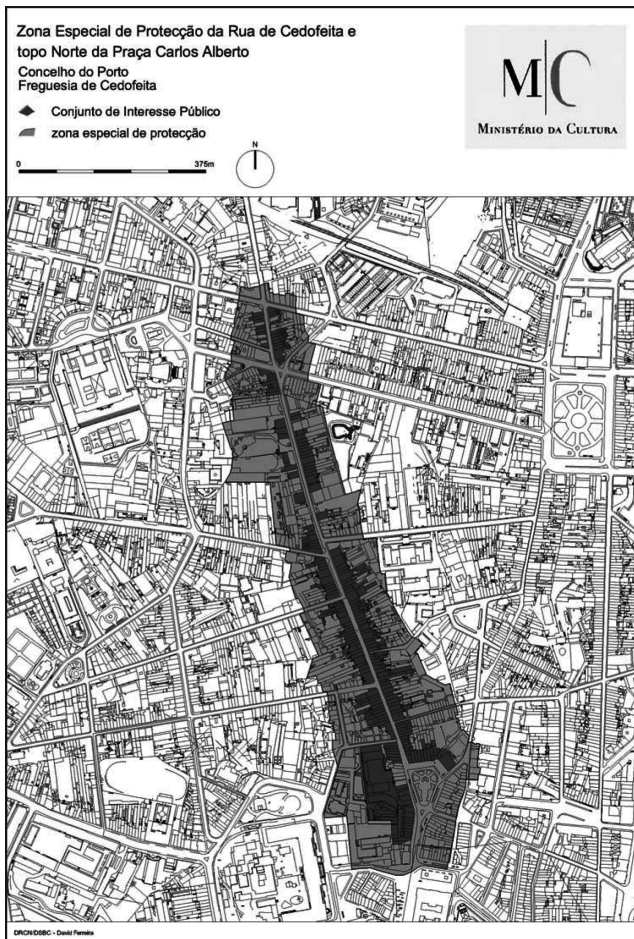 Zona Especial de Protecção da Rua de Cedofeita e
topo Norte da Praça Carlos Alberto
Concelho do Porto
Freguesia de Cedofeita
Conjunto de Interesse Público
zona especial de protecção
0 375m
N
MC
MINISTÉRIO DA CULTURA
DRCN/DSBC - David Ferreira